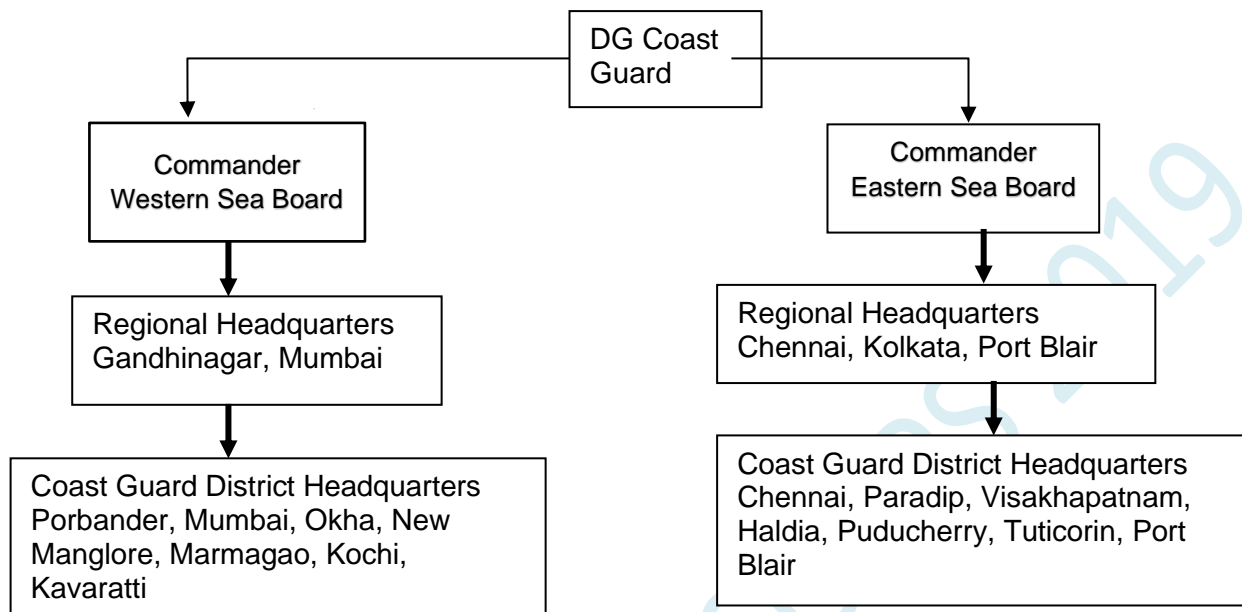 DG Coast
Guard
Commander
Western Sea Board
Commander
Eastern Sea Board
Regional Headquarters
Gandhinagar, Mumbai
Regional Headquarters
Chennai, Kolkata, Port Blair
Coast Guard District Headquarters
Porbander, Mumbai, Okha, New
Manglore, Marmagao, Kochi,
Kavaratti
Coast Guard District Headquarters
Chennai, Paradip, Visakhapatnam,
Haldia, Puducherry, Tuticorin, Port
Blair
2019